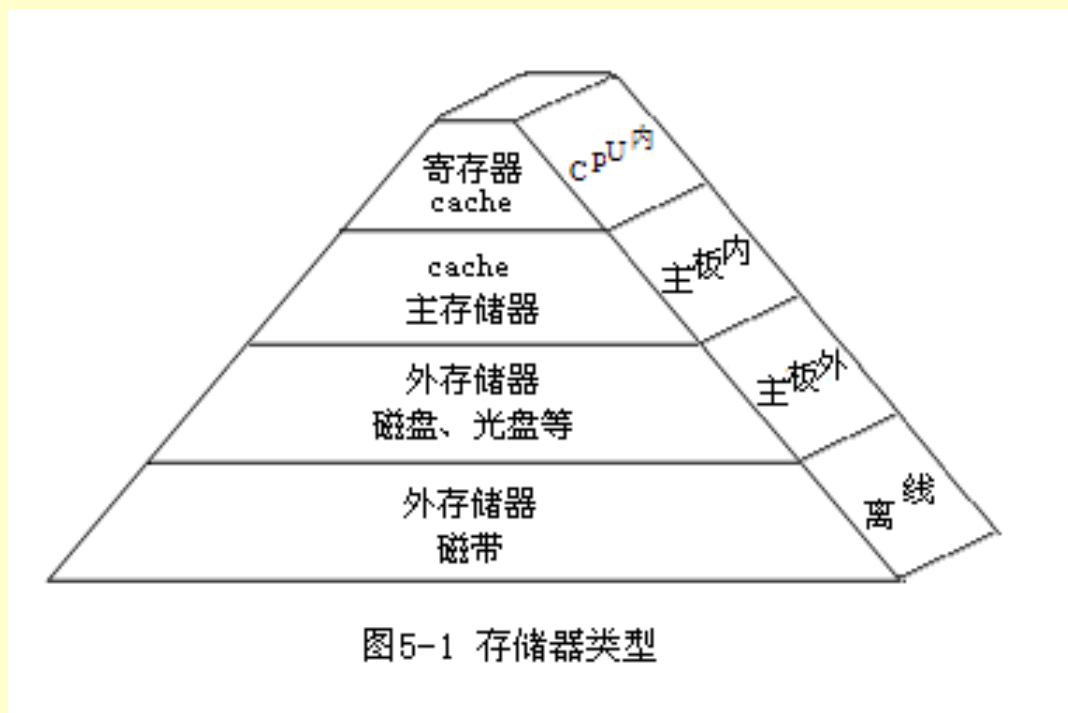 寄存器
cache
CPU内
cache
主存储器
主板内
外存储器
磁盘、光盘等
主板外
外存储器
磁带
离线
图5-1 存储器类型